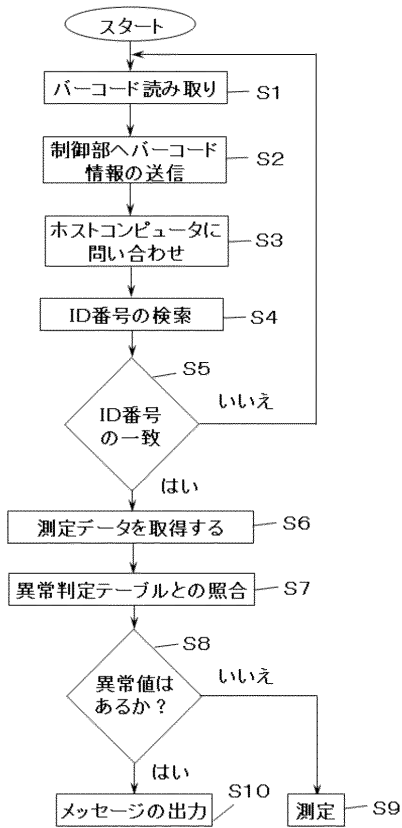 スタート
バーコード読み取り
S1
制御部へバーコード
情報の送信
S2
ホストコンピュータに
問い合わせ
S3
ID番号の検索
S4
S5
ID番号
の一致
いいえ
はい
測定データを取得する
S6
異常判定テーブルとの照合
S7
S8
異常値は
あるか？
いいえ
はい
メッセージの出力
S10
測定
S9